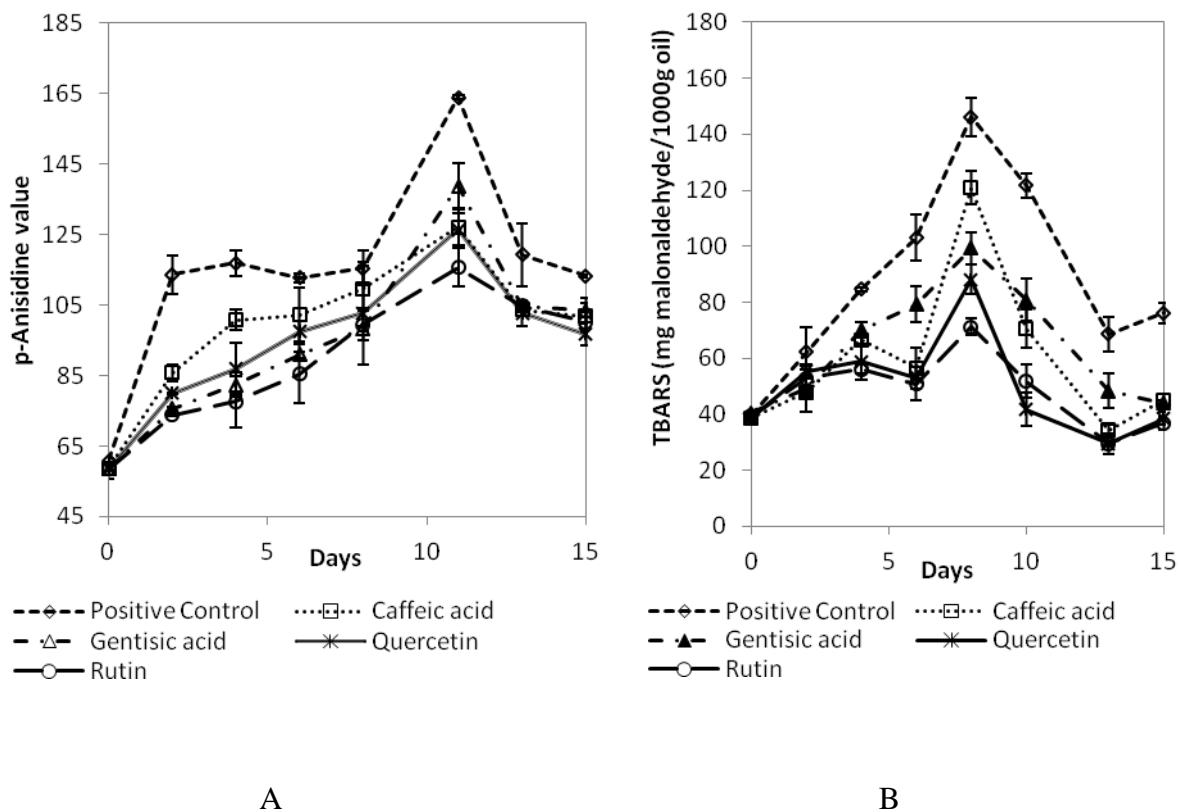 185
165
145
125
105
85
65
45
p-Anisidine value
0
5
10
15
Days
Positive Control
Caffeic acid
Gentisic acid
Quercetin
Rutin
A
180
160
140
120
100
80
60
40
20
0
TBARS (mg malonaldehyde/1000g oil)
0
5
10
15
Days
Positive Control
Caffeic acid
Gentisic acid
Quercetin
Rutin
B